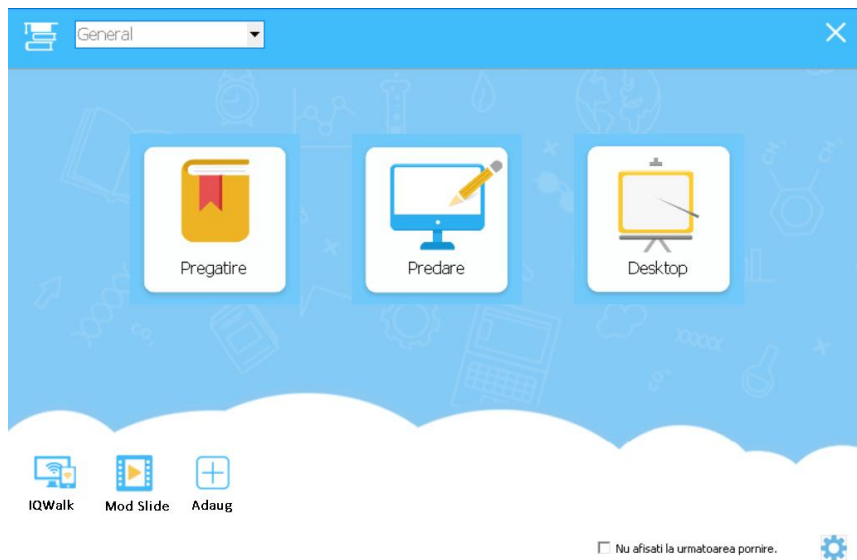 General
Pregatire
Predare
Desktop
IQWalk
Mod Slide
Adaug
Nu afisati la urmatoarea pornire.